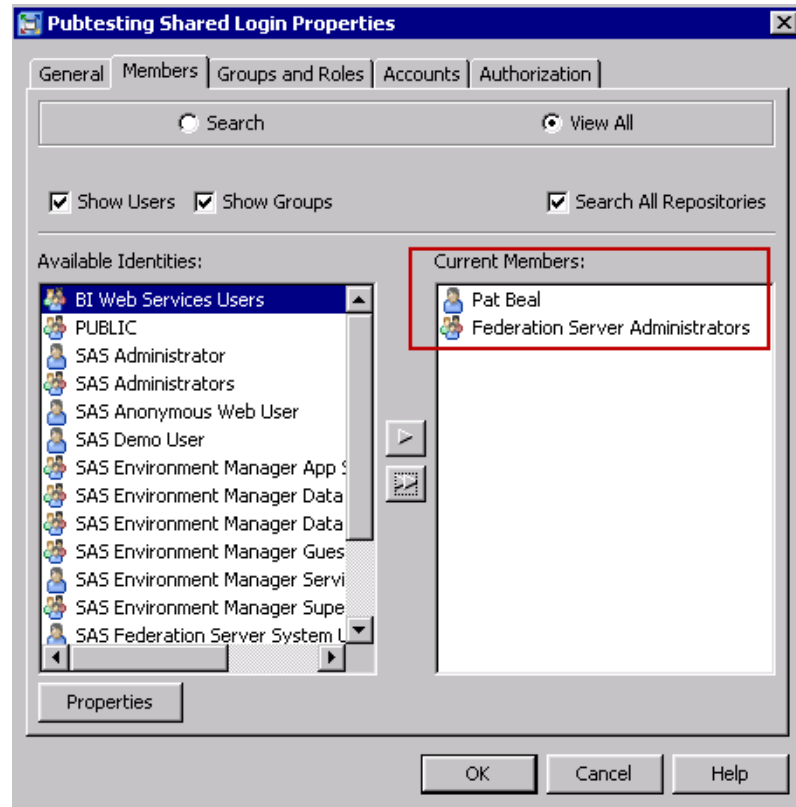 Pubtesting Shared Login Properties
General Members Groups and Roles Accounts Authorization
Search View All
Show Users Show Groups Search All Repositories
Available Identities: Current Members:
BI Web Services Users
PUBLIC
SAS Administrator
SAS Administrators
SAS Anonymous Web User
SAS Demo User
SAS Environment Manager App
SAS Environment Manager Data
SAS Environment Manager Data
SAS Environment Manager Gues
SAS Environment Manager Servi
SAS Environment Manager Supe
SAS Federation Server System
Pat Beal
Federation Server Administrators
Properties
OK Cancel Help